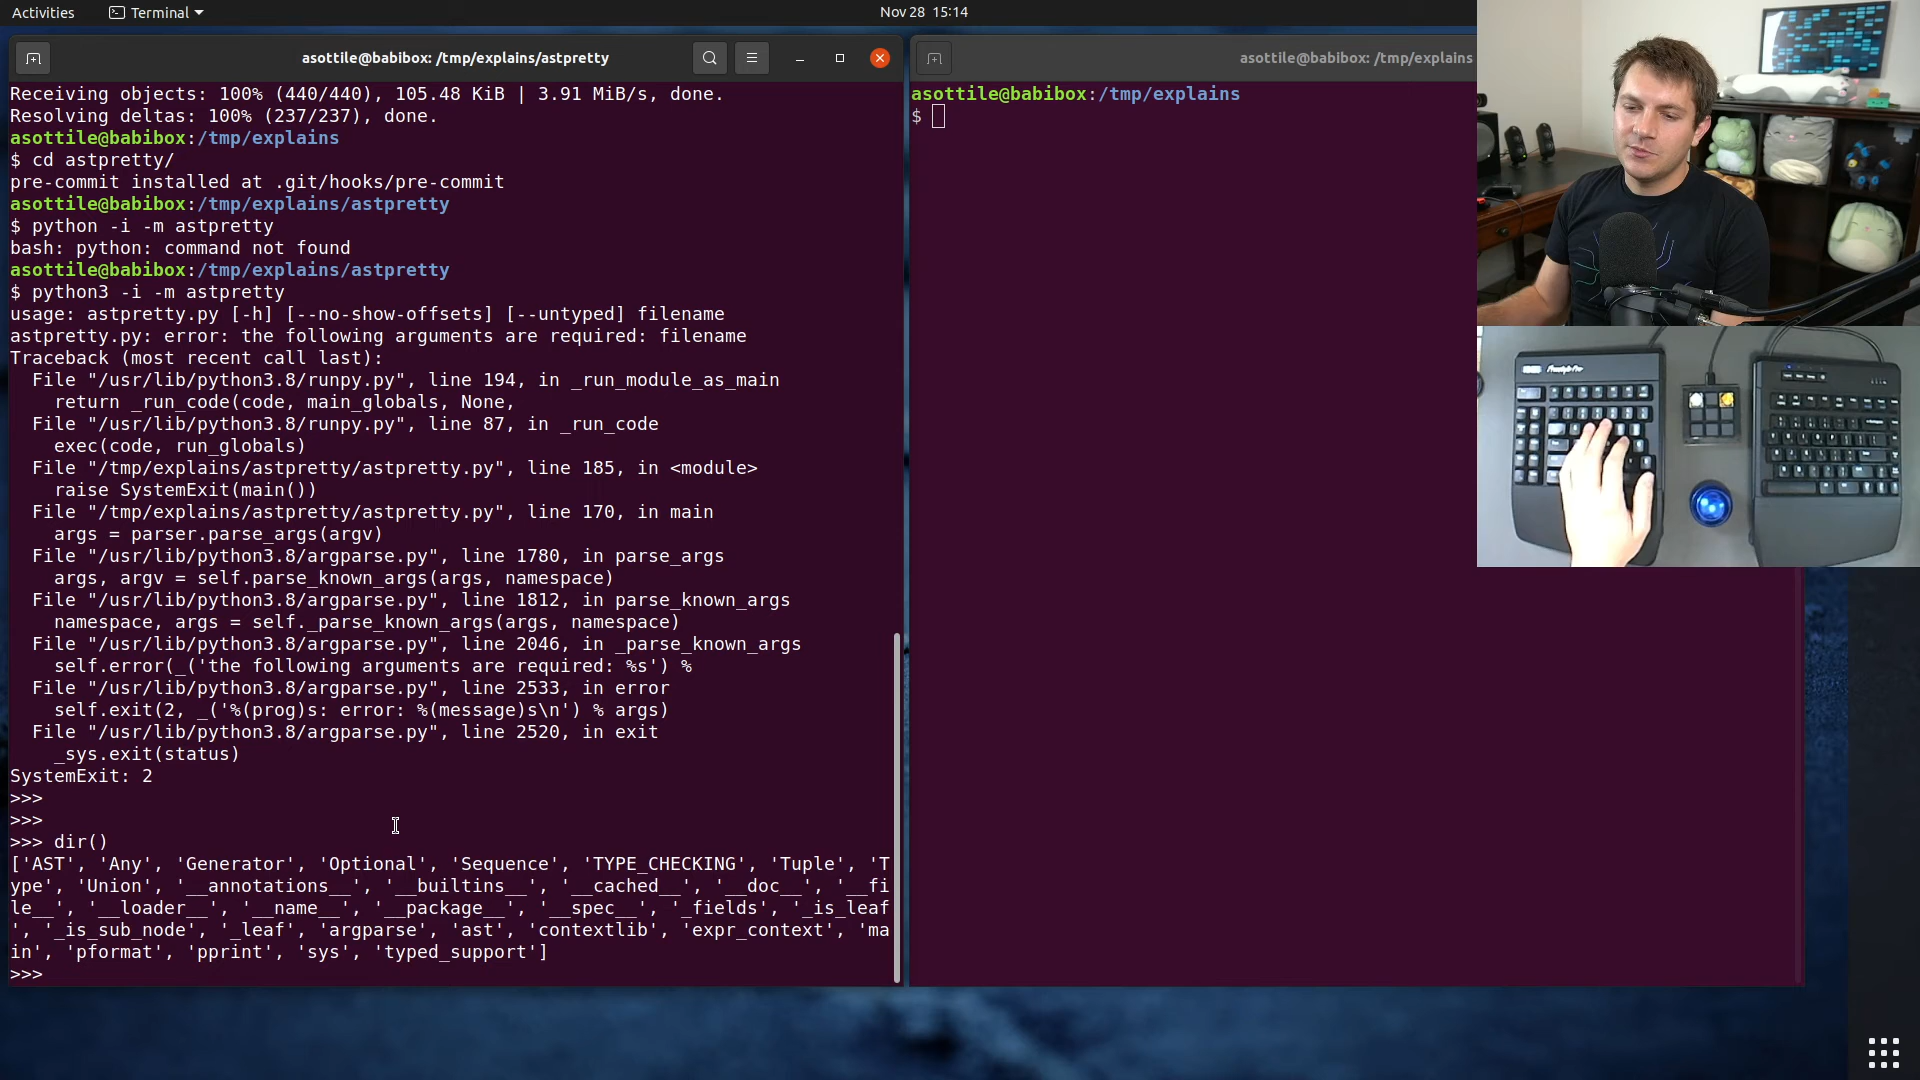 Activities
Terminal
Nov 28 15:14
asottile@babibox: /tmp/explains/astpretty
Receiving objects: 100% (440/440), 105.48 KiB | 3.91 MiB/s, done.
Resolving deltas: 100% (237/237), done.
asottile@babibox:/tmp/explains
$ cd astpretty/
pre-commit installed at .git/hooks/pre-commit
asottile@babibox:/tmp/explains/astpretty
$ python -i -m astpretty
bash: python: command not found
asottile@babibox:/tmp/explains/astpretty
$ python3 -i -m astpretty
usage: astpretty.py [-h] [--no-show-offsets] [--untyped] filename
astpretty.py: error: the following arguments are required: filename
Traceback (most recent call last):
  File "/usr/lib/python3.8/runpy.py", line 194, in _run_module_as_main
    return _run_code(code, main_globals, None,
  File "/usr/lib/python3.8/runpy.py", line 87, in _run_code
    exec(code, run_globals)
  File "/tmp/explains/astpretty/astpretty.py", line 185, in <module>
    raise SystemExit(main())
  File "/tmp/explains/astpretty/astpretty.py", line 170, in main
    args = parser.parse_args(argv)
  File "/usr/lib/python3.8/argparse.py", line 1780, in parse_args
    args, argv = self.parse_known_args(args, namespace)
  File "/usr/lib/python3.8/argparse.py", line 1812, in parse_known_args
    namespace, args = self._parse_known_args(args, namespace)
  File "/usr/lib/python3.8/argparse.py", line 2046, in _parse_known_args
    self.error(_('the following arguments are required: %s') %
  File "/usr/lib/python3.8/argparse.py", line 2533, in error
    self.exit(2, _('%(prog)s: error: %(message)s\n') % args)
  File "/usr/lib/python3.8/argparse.py", line 2520, in exit
    _sys.exit(status)
SystemExit: 2
>>>
>>>
>>> dir()
['AST', 'Any', 'Generator', 'Optional', 'Sequence', 'TYPE_CHECKING', 'Tuple', 'T
ype', 'Union', '__annotations__', '__builtins__', '__cached__', '__doc__', '__fi
le__', '__loader__', '__name__', '__package__', '__spec__', '_fields', '_is_leaf
', '_is_sub_node', '_leaf', 'argparse', 'ast', 'contextlib', 'expr_context', 'ma
in', 'pformat', 'pprint', 'sys', 'typed_support']
>>>
asottile@babibox: /tmp/explains
asottile@babibox:/tmp/explains
$
Freestyle Pro